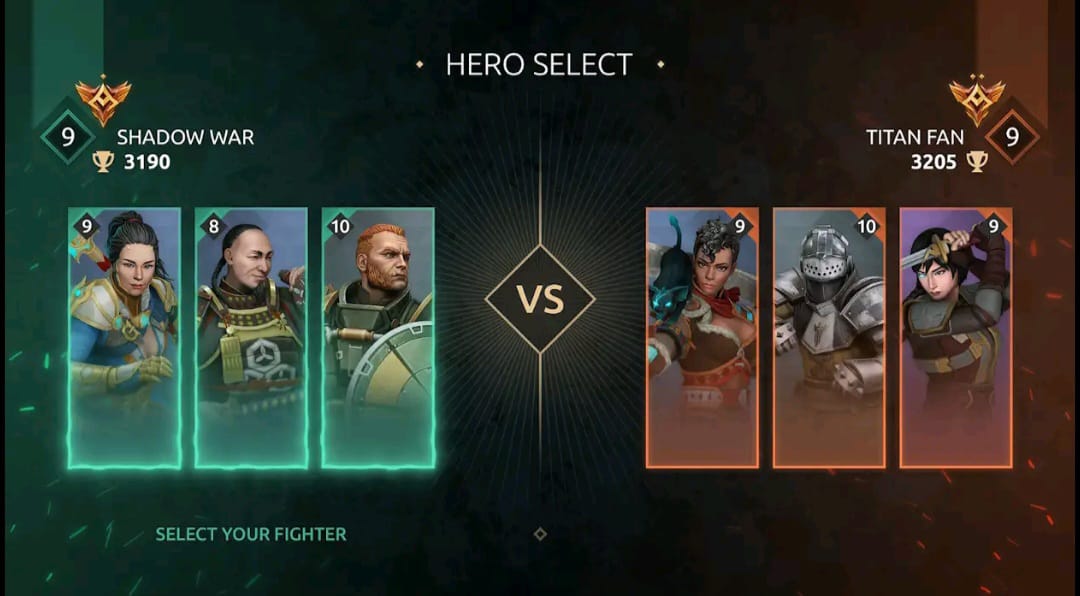 HERO SELECT
9
SHADOW WAR
3190
TITAN FAN
9
3205
9
8
10
9
10
9
VS
SELECT YOUR FIGHTER